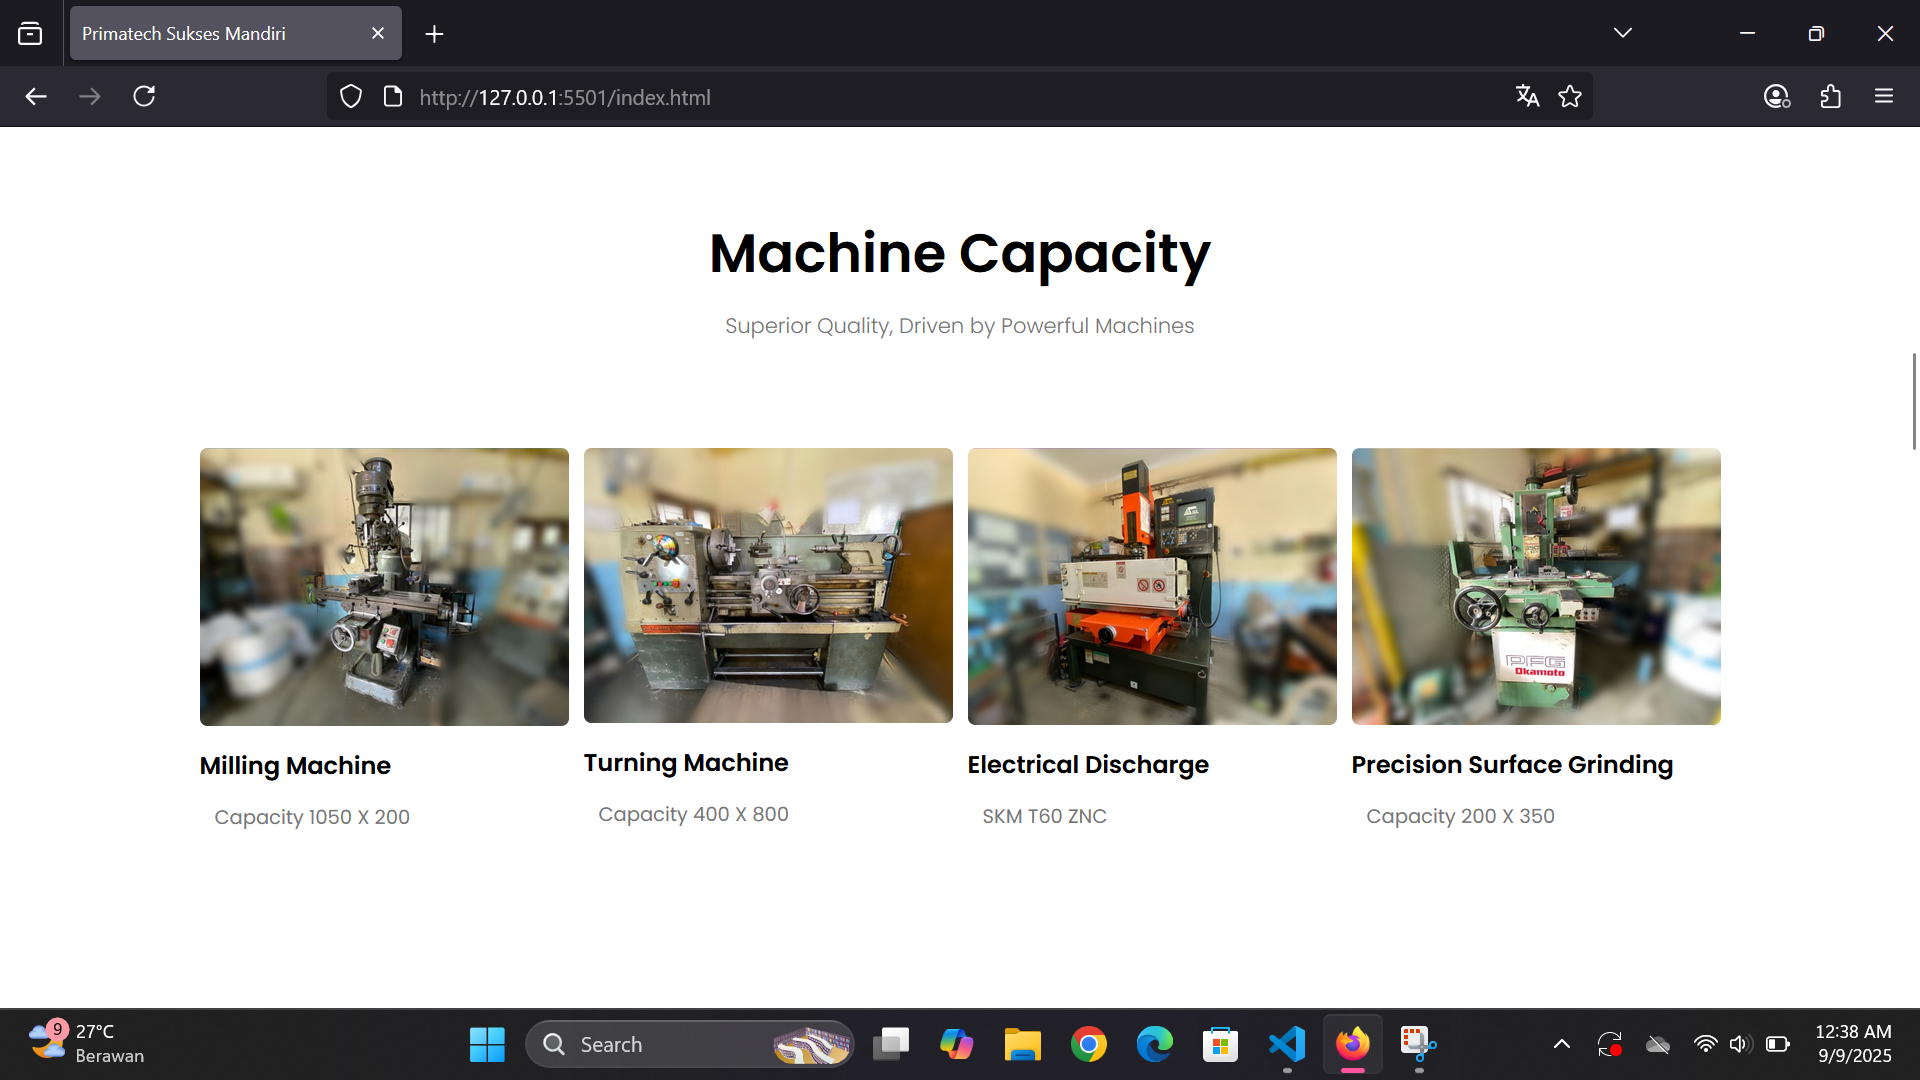 Primatech Sukses Mandiri
http://127.0.0.1:5501/index.html
Machine Capacity
Superior Quality, Driven by Powerful Machines
PFG
Okamoto
Milling Machine
Turning Machine
Electrical Discharge
Precision Surface Grinding
Capacity 1050 X 200
Capacity 400 X 800
SKM T60 ZNC
Capacity 200 X 350
9
27°C
Berawan
Search
12:38 AM
9/9/2025